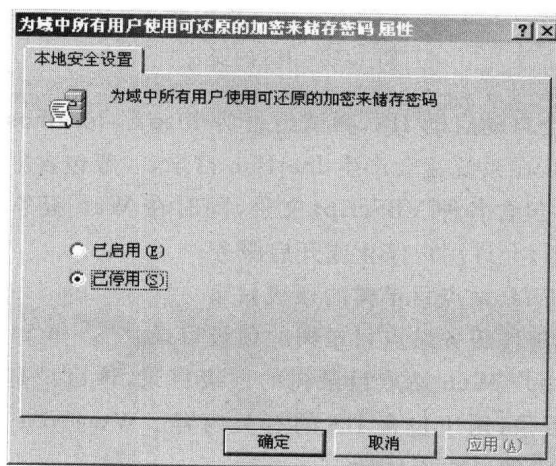 为域中所有用户使用可还原的加密来储存密码 属性
? ×
本地安全设置
为域中所有用户使用可还原的加密来储存密码
已启用(E)
已停用(S)
确定
取消
应用(A)